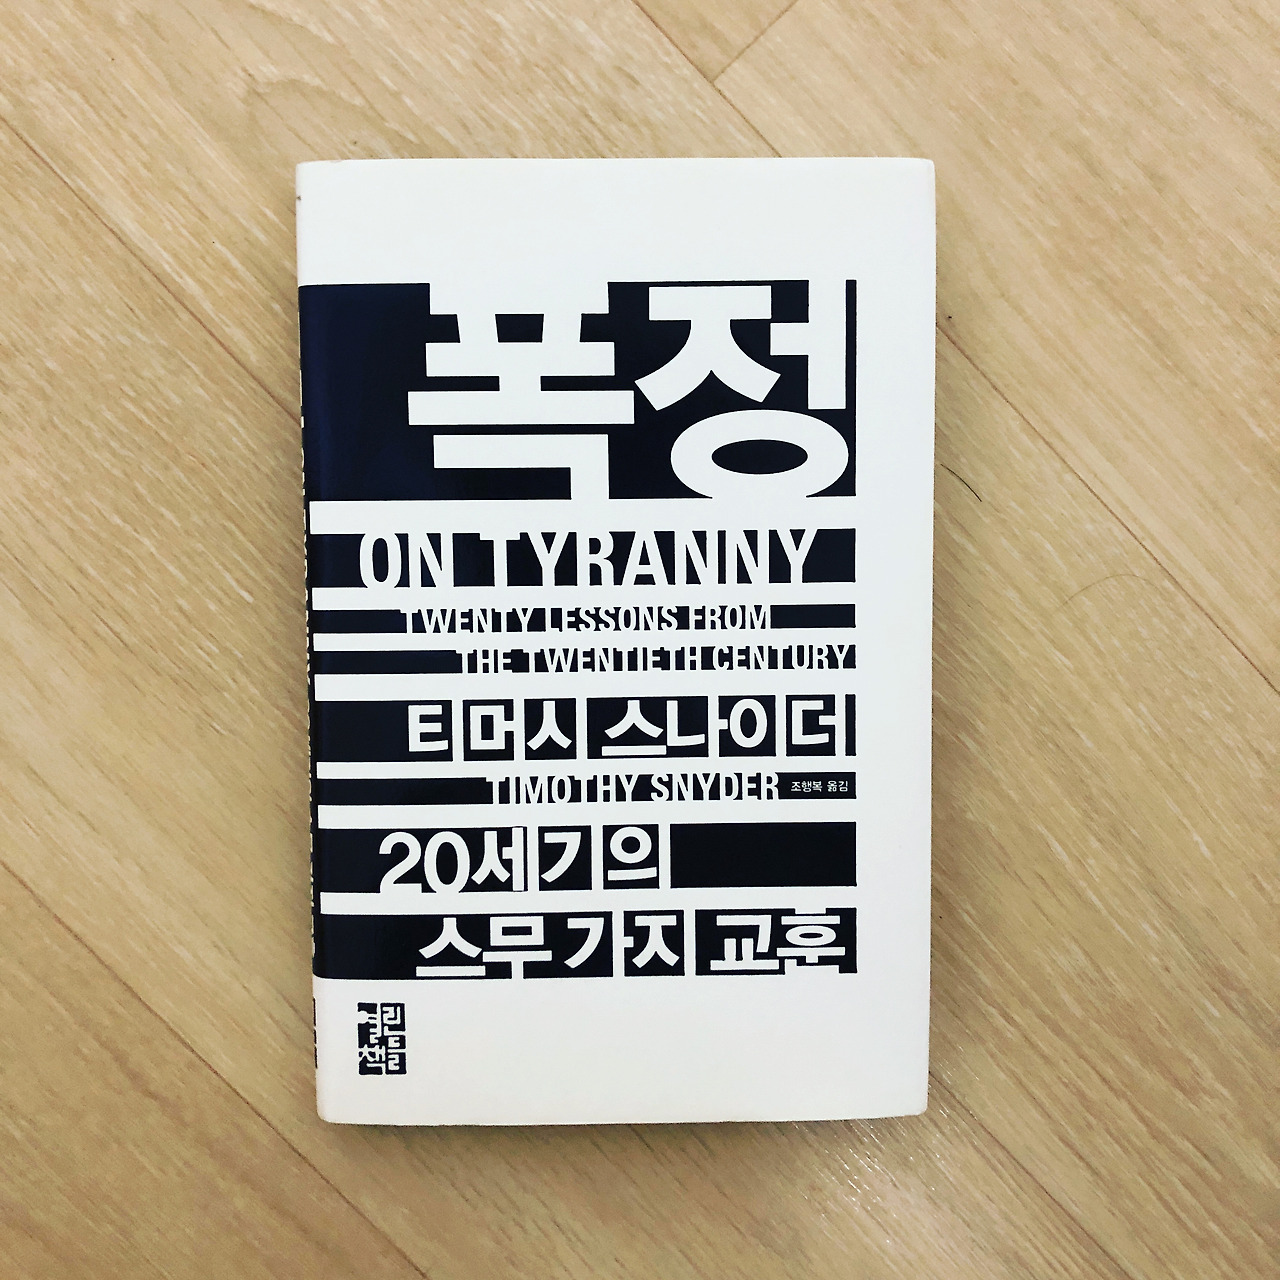 폭정
ON TYRANNY
TWENTY LESSONS FROM
THE TWENTIETH CENTURY
티머시 스나이더
TIMOTHY SNYDER 조행복 옮김
20세기의
스무 가지 교훈
열린
책들